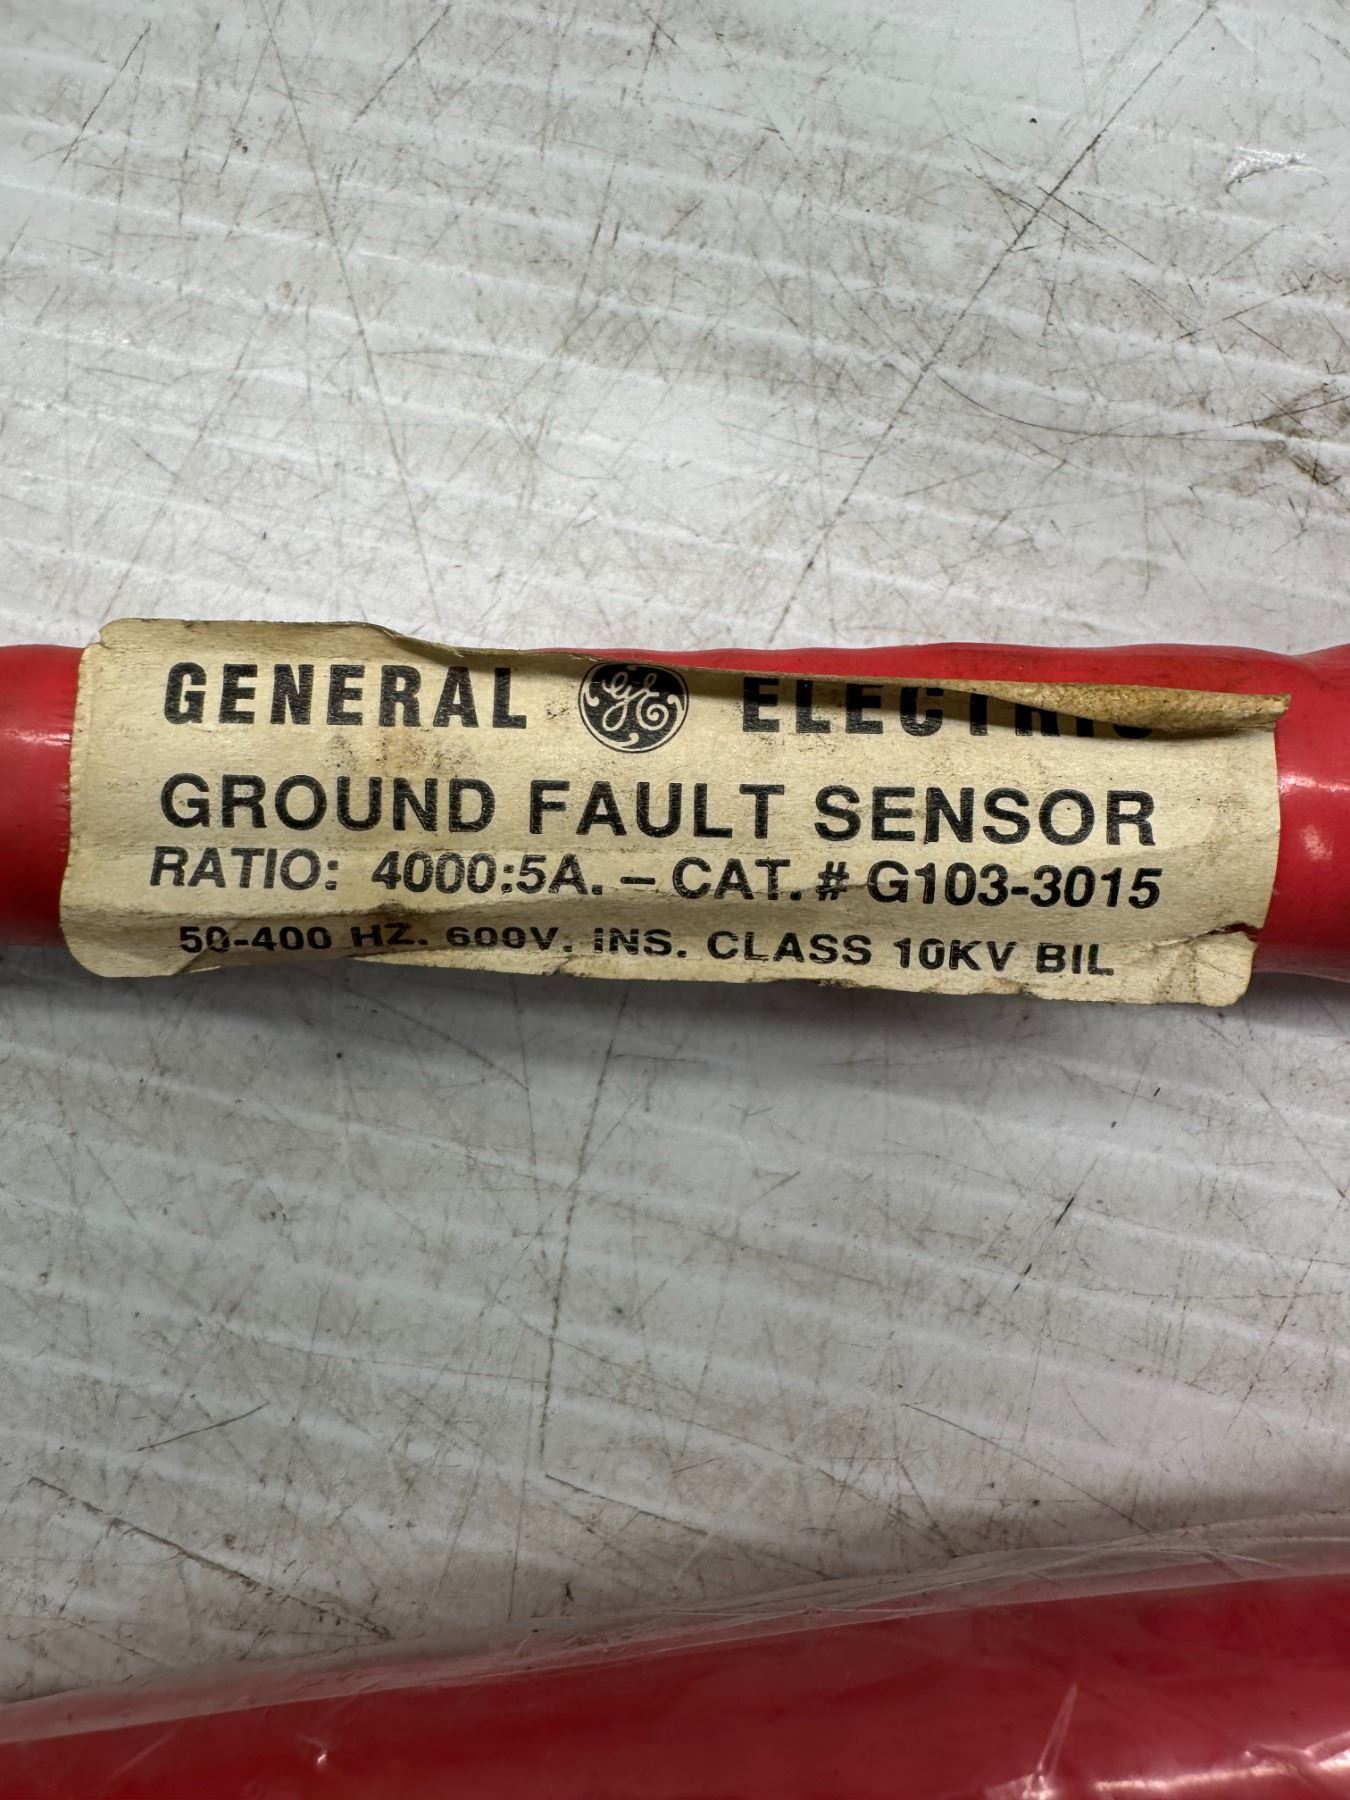 GENERAL GE ELECTRIC
GROUND FAULT SENSOR
RATIO: 4000:5A. – CAT. # G103-3015
50-400 HZ. 600V. INS. CLASS 10KV BIL